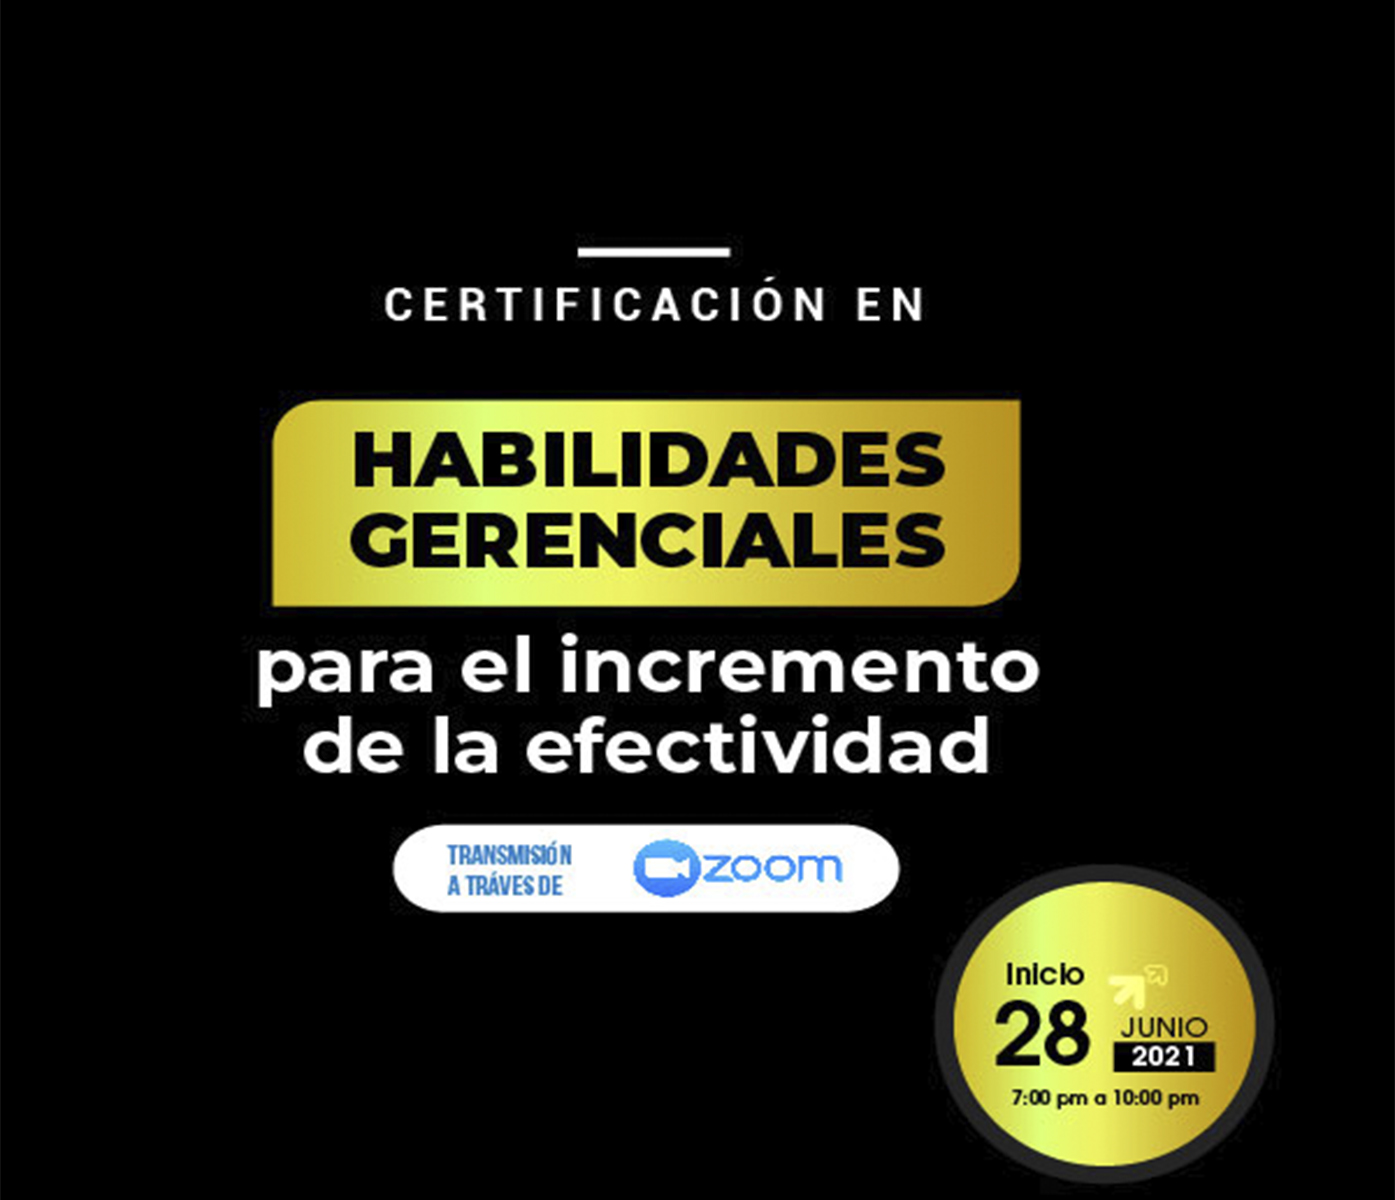 CERTIFICACIÓN EN
HABILIDADES
GERENCIALES
para el incremento
de la efectividad
TRANSMISIÓN
A TRÁVES DE
zoom
Inicio
28
JUNIO
2021
7:00 pm a 10:00 pm